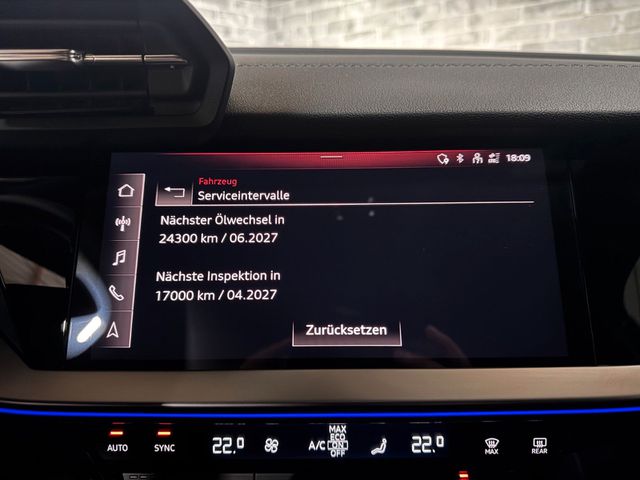 18:09
Fahrzeug
Serviceintervalle
Nächster Ölwechsel in
24300 km / 06.2027
Nächste Inspektion in
17000 km / 04.2027
Zurücksetzen
AUTO
SYNC
22.0
A/C
MAX
ECO
ON
OFF
22.0
MAX
REAR